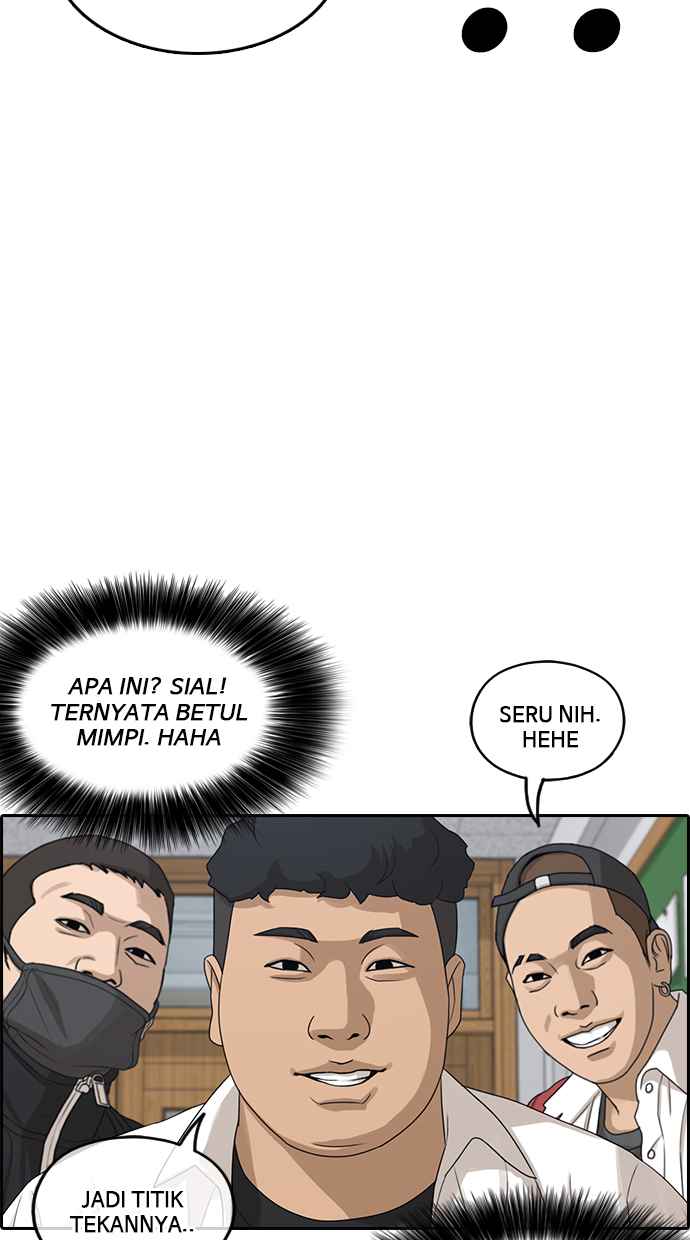 APA INI? SIAL!
TERNYATA BETUL
MIMPI. HAHA
SERU NIH.
HEHE
JADI TITIK
TEKANNYA..